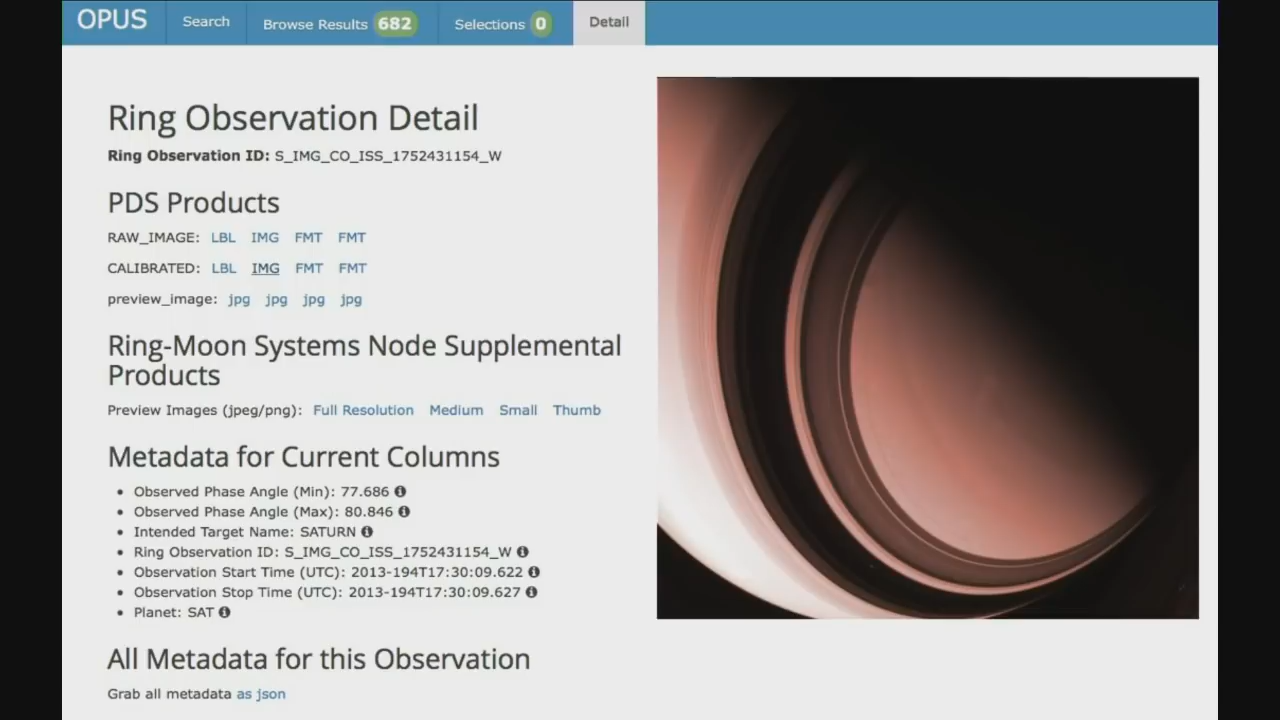 OPUS Search Browse Results 682 Selections 0 Detail
Ring Observation Detail
Ring Observation ID: S_IMG_CO_ISS_1752431154_W
PDS Products
RAW_IMAGE: LBL IMG FMT FMT
CALIBRATED: LBL IMG FMT FMT
preview_image: jpg jpg jpg jpg
Ring-Moon Systems Node Supplemental
Products
Preview Images (jpeg/png): Full Resolution Medium Small Thumb
Metadata for Current Columns
• Observed Phase Angle (Min): 77.686
• Observed Phase Angle (Max): 80.846
• Intended Target Name: SATURN
• Ring Observation ID: S_IMG_CO_ISS_1752431154_W
• Observation Start Time (UTC): 2013-194T17:30:09.622
• Observation Stop Time (UTC): 2013-194T17:30:09.627
• Planet: SAT
All Metadata for this Observation
Grab all metadata as json